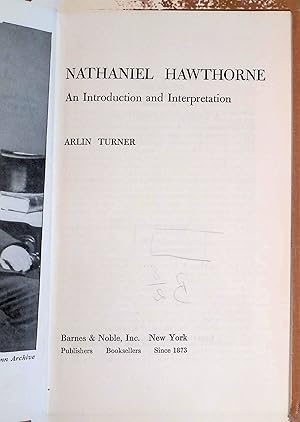 NATHANIEL HAWTHORNE
An Introduction and Interpretation
ARLIN TURNER
Barnes & Noble, Inc. New York
Publishers Booksellers Since 1873
Archive